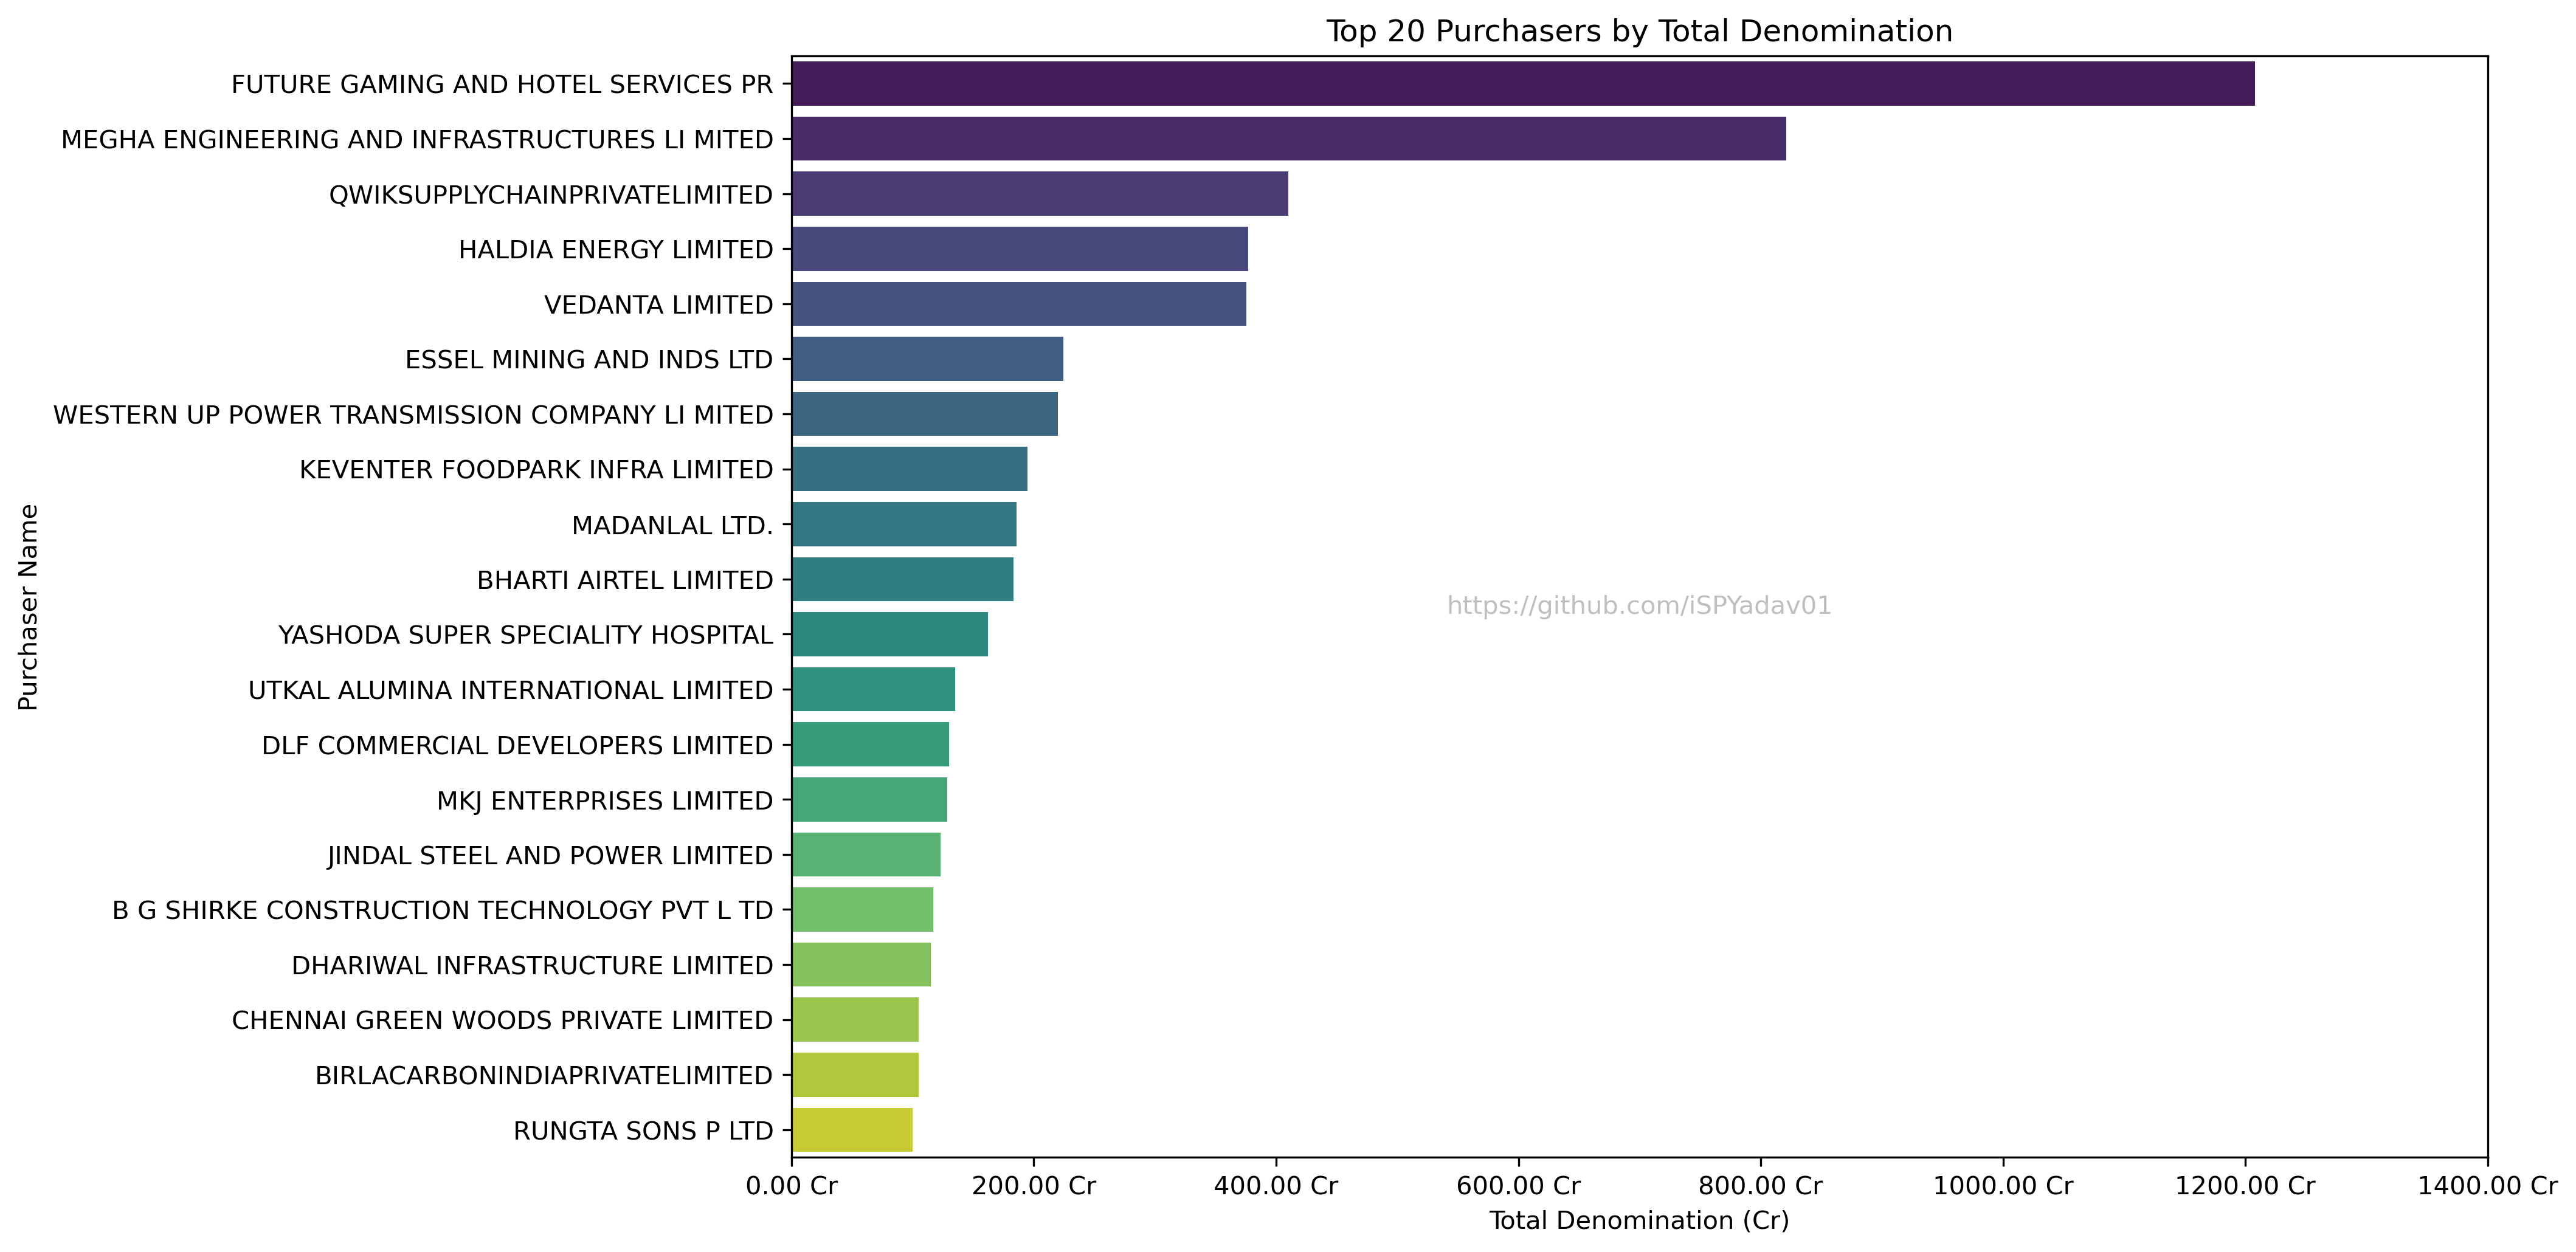 Top 20 Purchasers by Total Denomination
FUTURE GAMING AND HOTEL SERVICES PR
MEGHA ENGINEERING AND INFRASTRUCTURES LI MITED
QWIKSUPPLYCHAINPRIVATELIMITED
HALDIA ENERGY LIMITED
VEDANTA LIMITED
ESSEL MINING AND INDS LTD
WESTERN UP POWER TRANSMISSION COMPANY LI MITED
KEVENTER FOODPARK INFRA LIMITED
MADANLAL LTD.
BHARTI AIRTEL LIMITED
YASHODA SUPER SPECIALITY HOSPITAL
UTKAL ALUMINA INTERNATIONAL LIMITED
DLF COMMERCIAL DEVELOPERS LIMITED
MKJ ENTERPRISES LIMITED
JINDAL STEEL AND POWER LIMITED
B G SHIRKE CONSTRUCTION TECHNOLOGY PVT L TD
DHARIWAL INFRASTRUCTURE LIMITED
CHENNAI GREEN WOODS PRIVATE LIMITED
BIRLACARBONINDIAPRIVATELIMITED
RUNGTA SONS P LTD
Purchaser Name
https://github.com/iSPYadav01
0.00 Cr 200.00 Cr 400.00 Cr 600.00 Cr 800.00 Cr 1000.00 Cr 1200.00 Cr 1400.00 Cr
Total Denomination (Cr)